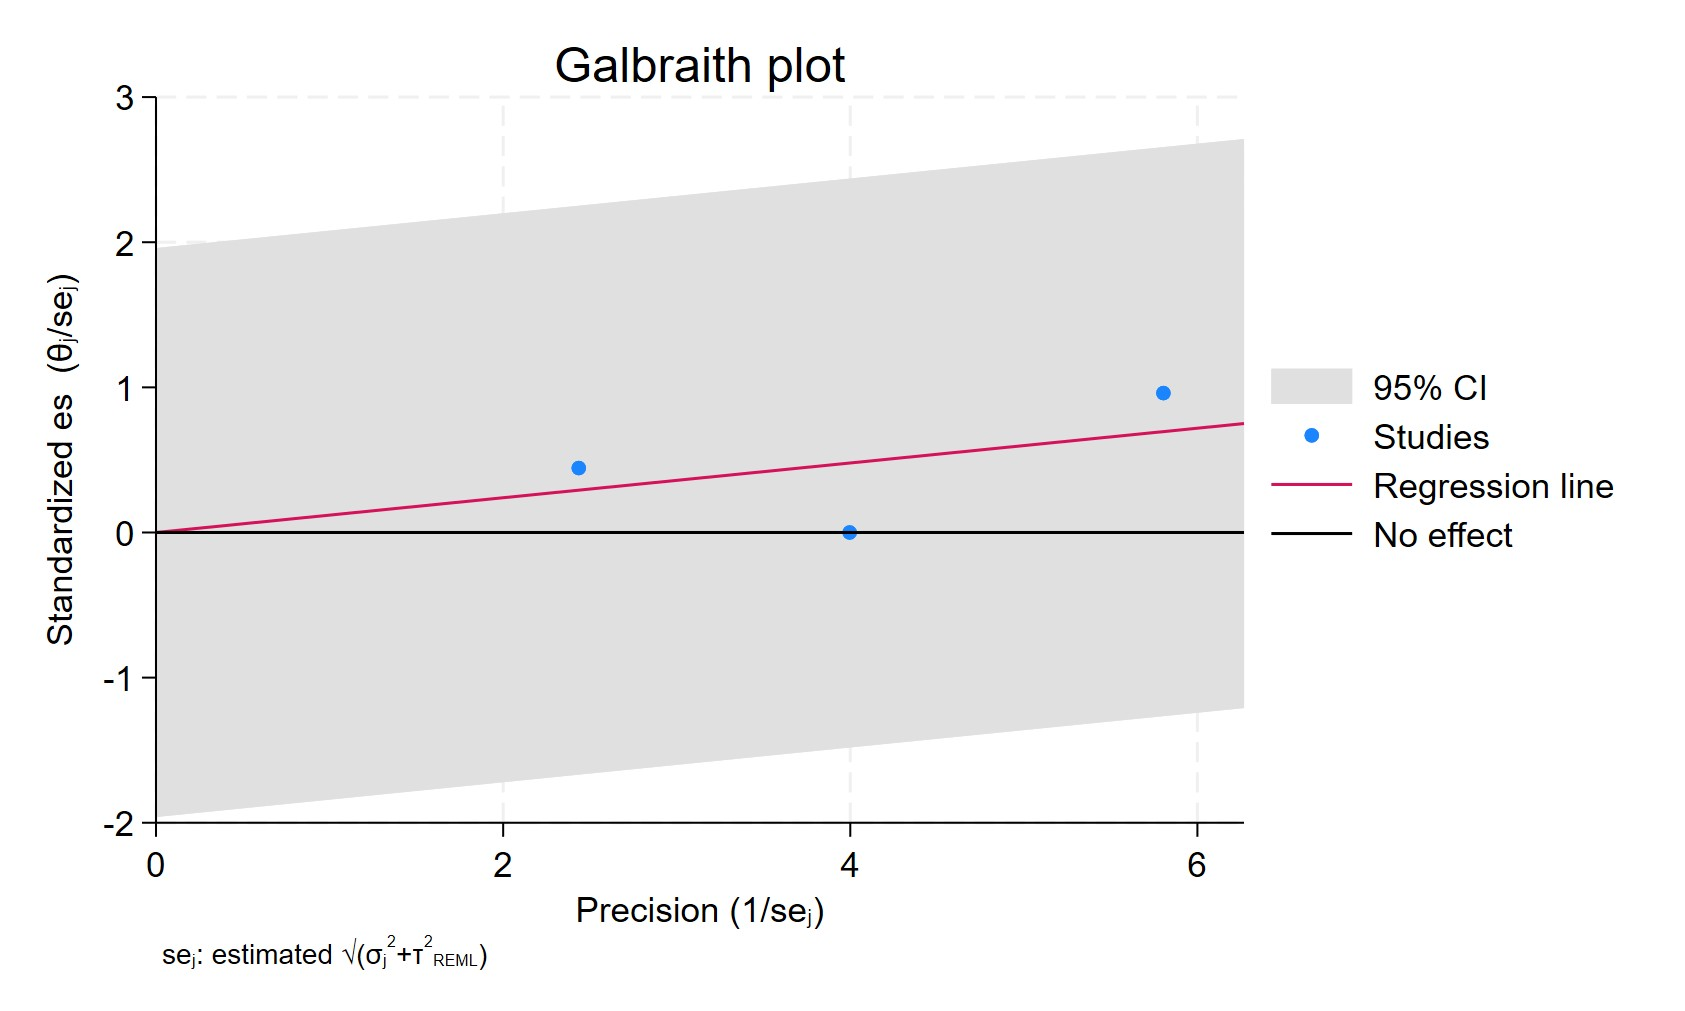 Galbraith plot
3
2
1
0
-1
-2
Standardized es (θⱼ/seⱼ)
0 2 4 6
Precision (1/seⱼ)
95% CI
Studies
Regression line
No effect
seⱼ: estimated √(σⱼ²+τ²REML)